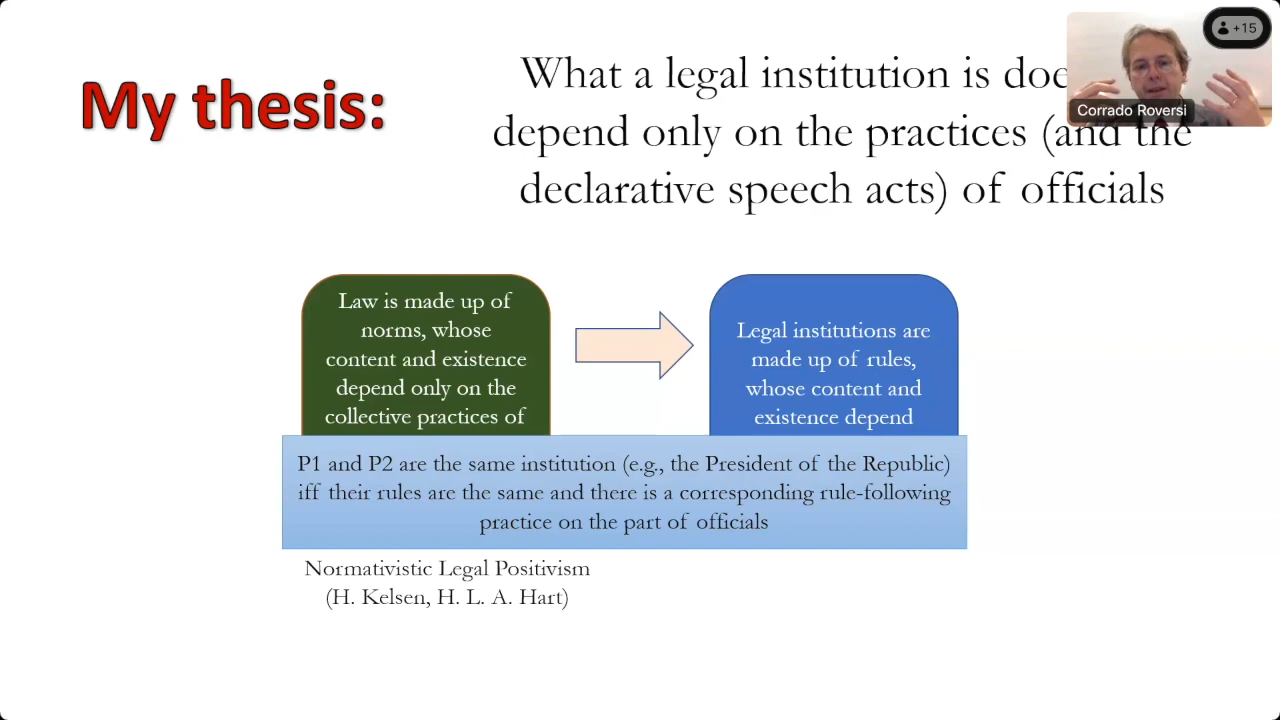 My thesis:
What a legal institution is doe
depend only on the practices (and the
declarative speech acts) of officials
+15
Corrado Roversi
Law is made up of
norms, whose
content and existence
depend only on the
collective practices of
Legal institutions are
made up of rules,
whose content and
existence depend
P1 and P2 are the same institution (e.g., the President of the Republic)
iff their rules are the same and there is a corresponding rule-following
practice on the part of officials
Normativistic Legal Positivism
(H. Kelsen, H. L. A. Hart)